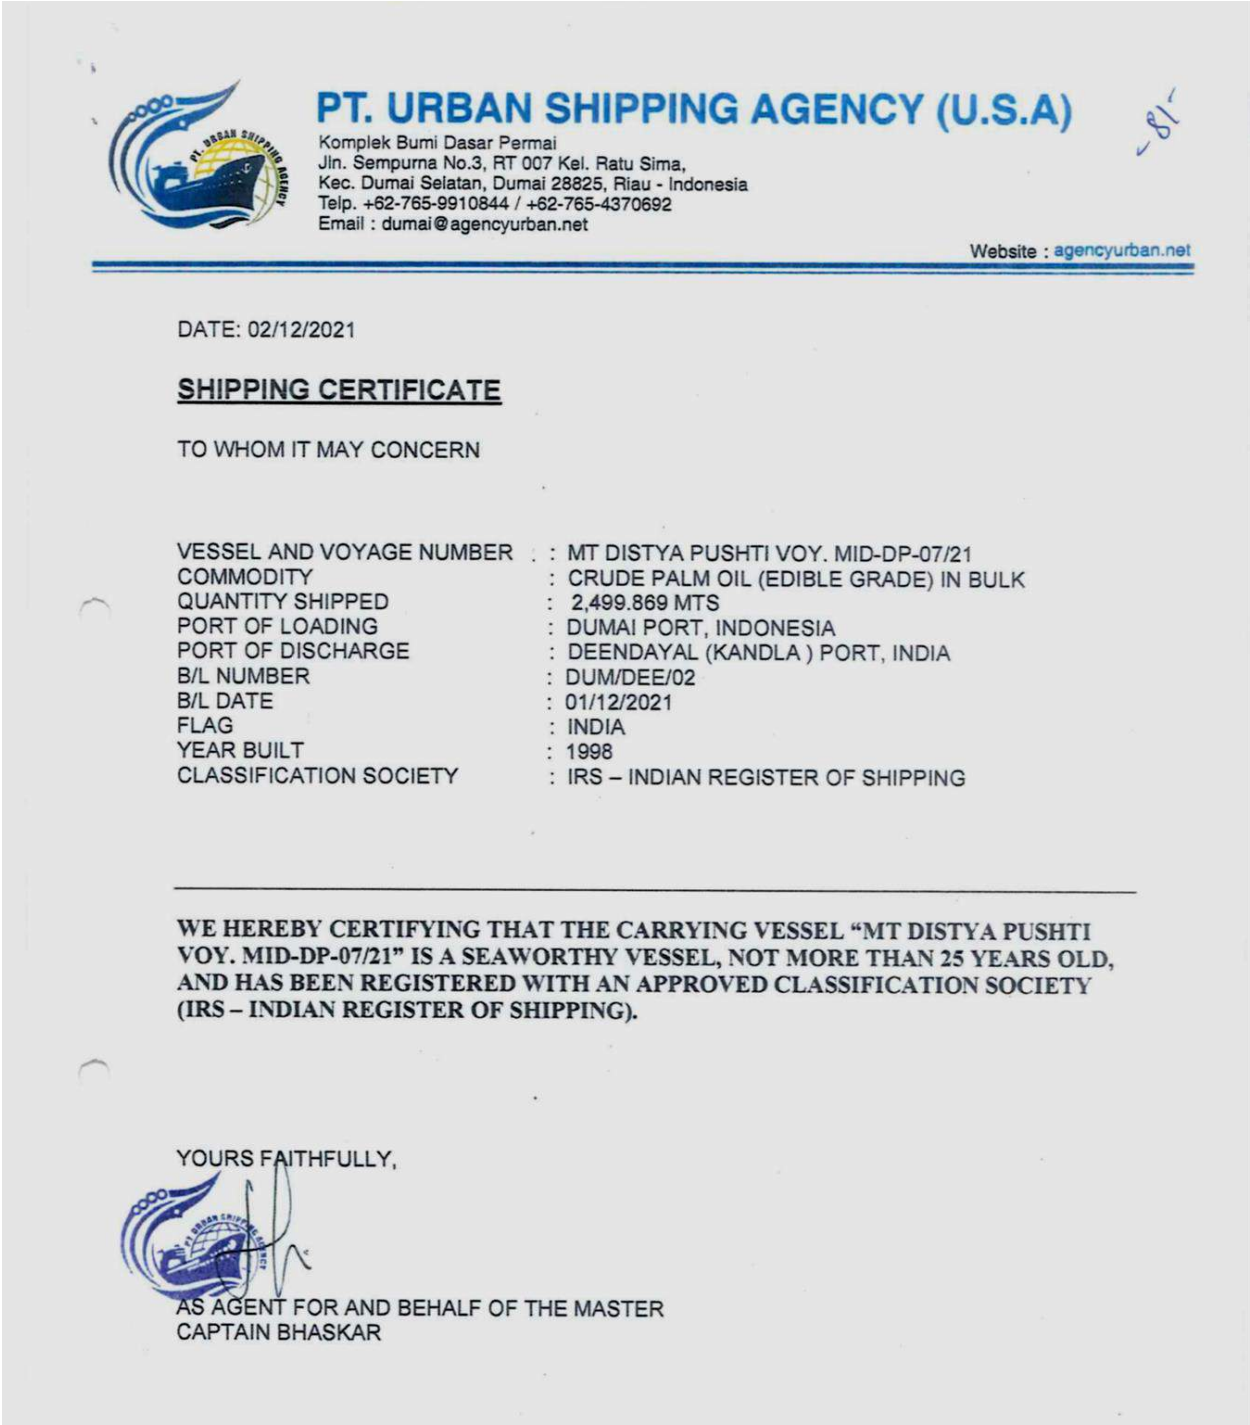 PT. URBAN SHIPPING AGENCY (U.S.A)
Komplek Bumi Dasar Permai
Jln. Sempurna No.3, RT 007 Kel. Ratu Sima,
Kec. Dumai Selatan, Dumai 28825, Riau - Indonesia
Telp. +62-765-9910844 / +62-765-4370692
Email : dumai@agencyurban.net
PT. URBAN SHIPPING AGENCY
Website : agencyurban.net
DATE: 02/12/2021
SHIPPING CERTIFICATE
TO WHOM IT MAY CONCERN
VESSEL AND VOYAGE NUMBER : MT DISTYA PUSHTI VOY. MID-DP-07/21
COMMODITY : CRUDE PALM OIL (EDIBLE GRADE) IN BULK
QUANTITY SHIPPED : 2,499.869 MTS
PORT OF LOADING : DUMAI PORT, INDONESIA
PORT OF DISCHARGE : DEENDAYAL (KANDLA ) PORT, INDIA
B/L NUMBER : DUM/DEE/02
B/L DATE : 01/12/2021
FLAG : INDIA
YEAR BUILT : 1998
CLASSIFICATION SOCIETY : IRS – INDIAN REGISTER OF SHIPPING
WE HEREBY CERTIFYING THAT THE CARRYING VESSEL “MT DISTYA PUSHTI
VOY. MID-DP-07/21” IS A SEAWORTHY VESSEL, NOT MORE THAN 25 YEARS OLD,
AND HAS BEEN REGISTERED WITH AN APPROVED CLASSIFICATION SOCIETY
(IRS – INDIAN REGISTER OF SHIPPING).
YOURS FAITHFULLY,
PT. URBAN SHIPPING AGENCY
AS AGENT FOR AND BEHALF OF THE MASTER
CAPTAIN BHASKAR